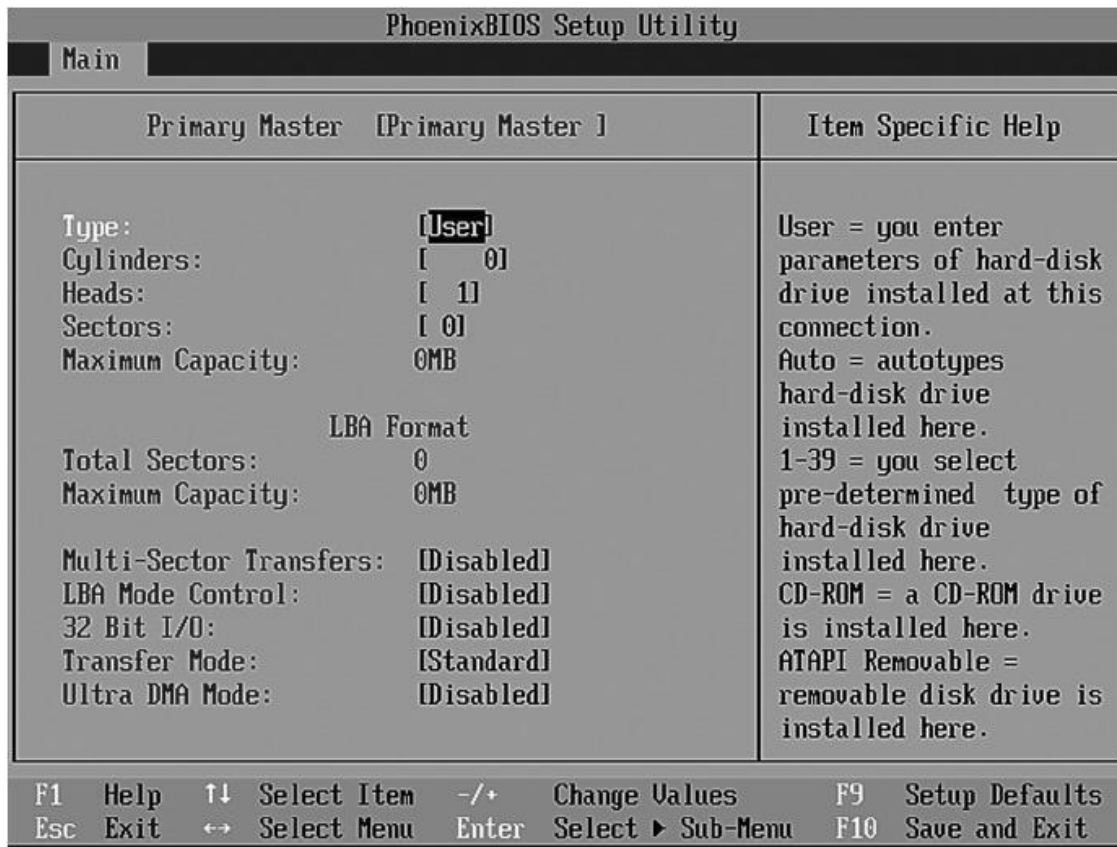 PhoenixBIOS Setup Utility
Main
Primary Master [Primary Master ]
Item Specific Help
Type: [User]
Cylinders: [ 0]
Heads: [ 1]
Sectors: [ 0]
Maximum Capacity: 0MB
LBA Format
Total Sectors: 0
Maximum Capacity: 0MB
Multi-Sector Transfers: [Disabled]
LBA Mode Control: [Disabled]
32 Bit I/O: [Disabled]
Transfer Mode: [Standard]
Ultra DMA Mode: [Disabled]
User = you enter
parameters of hard-disk
drive installed at this
connection.
Auto = autotypes
hard-disk drive
installed here.
1-39 = you select
pre-determined type of
hard-disk drive
installed here.
CD-ROM = a CD-ROM drive
is installed here.
ATAPI Removable =
removable disk drive is
installed here.
F1 Help ↑↓ Select Item -/+ Change Values F9 Setup Defaults
Esc Exit ↔ Select Menu Enter Select ▶ Sub-Menu F10 Save and Exit